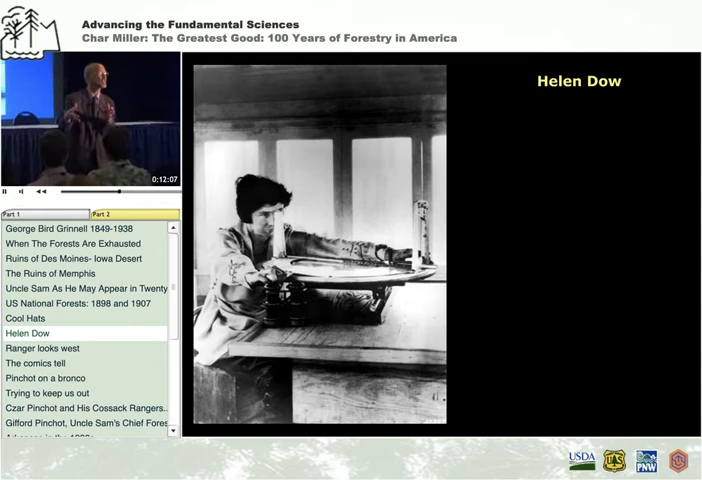 Advancing the Fundamental Sciences
Char Miller: The Greatest Good: 100 Years of Forestry in America
Helen Dow
0:12:07
Part 1
Part 2
George Bird Grinnell 1849-1938
When The Forests Are Exhausted
Ruins of Des Moines- Iowa Desert
The Ruins of Memphis
Uncle Sam As He May Appear in Twenty
US National Forests: 1898 and 1907
Cool Hats
Helen Dow
Ranger looks west
The comics tell
Pinchot on a bronco
Trying to keep us out
Czar Pinchot and His Cossack Rangers..
Gifford Pinchot, Uncle Sam's Chief Fores
USDA
UAS
PNW